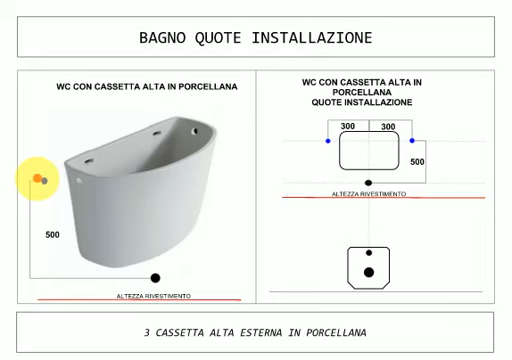 BAGNO QUOTE INSTALLAZIONE
WC CON CASSETTA ALTA IN PORCELLANA
500
ALTEZZA RIVESTIMENTO
WC CON CASSETTA ALTA IN
PORCELLANA
QUOTE INSTALLAZIONE
300 300
500
ALTEZZA RIVESTIMENTO
3 CASSETTA ALTA ESTERNA IN PORCELLANA